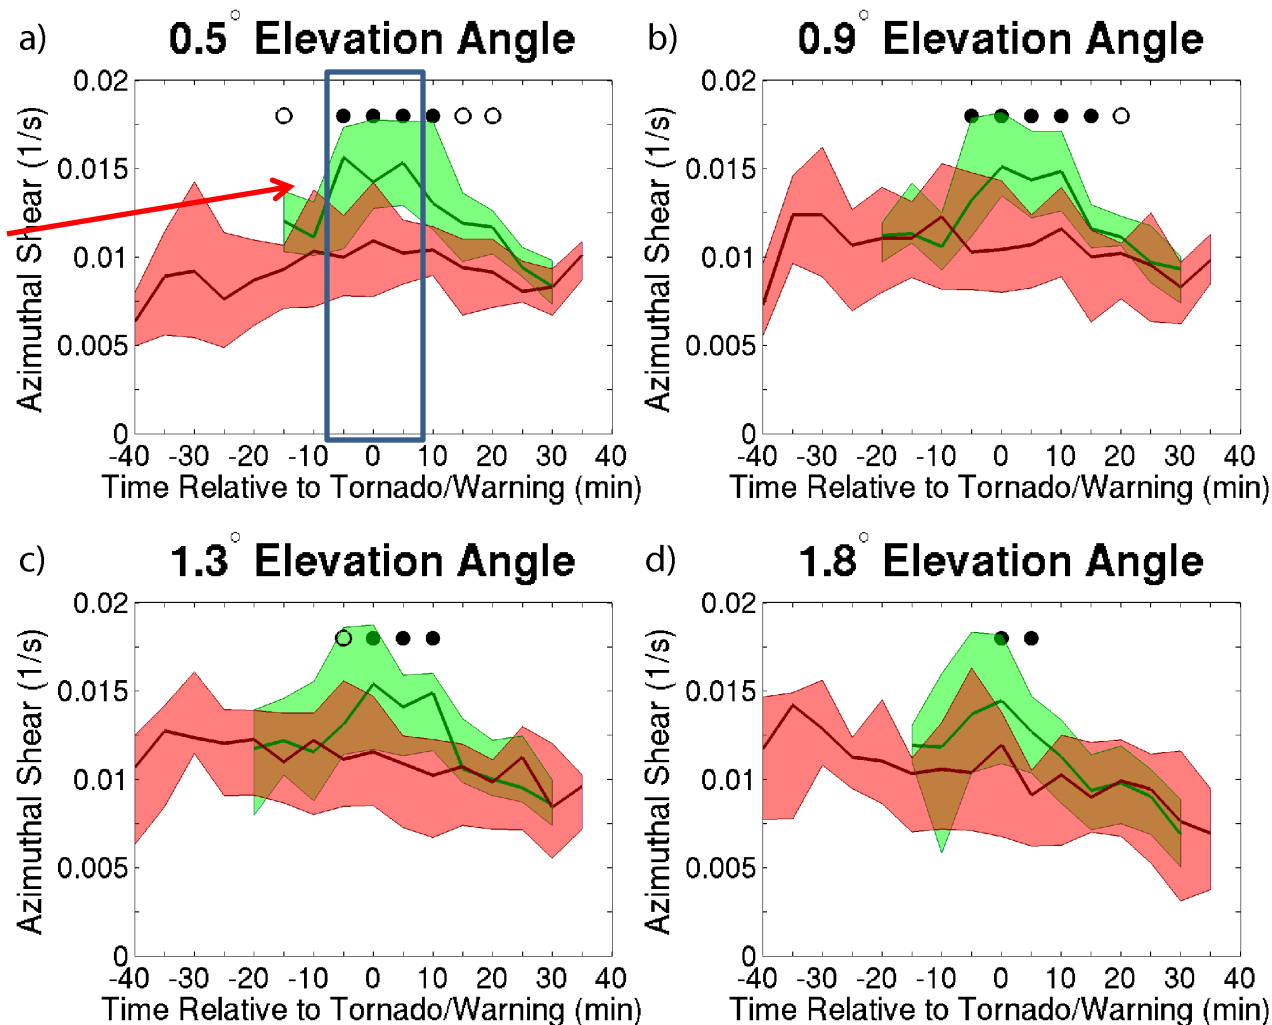 a)
0.5° Elevation Angle
0.02
0.015
0.01
0.005
0
Azimuthal Shear (1/s)
-40 -30 -20 -10 0 10 20 30 40
Time Relative to Tornado/Warning (min)
b)
0.9° Elevation Angle
0.02
0.015
0.01
0.005
0
Azimuthal Shear (1/s)
-40 -30 -20 -10 0 10 20 30 40
Time Relative to Tornado/Warning (min)
c)
1.3° Elevation Angle
0.02
0.015
0.01
0.005
0
Azimuthal Shear (1/s)
-40 -30 -20 -10 0 10 20 30 40
Time Relative to Tornado/Warning (min)
d)
1.8° Elevation Angle
0.02
0.015
0.01
0.005
0
Azimuthal Shear (1/s)
-40 -30 -20 -10 0 10 20 30 40
Time Relative to Tornado/Warning (min)